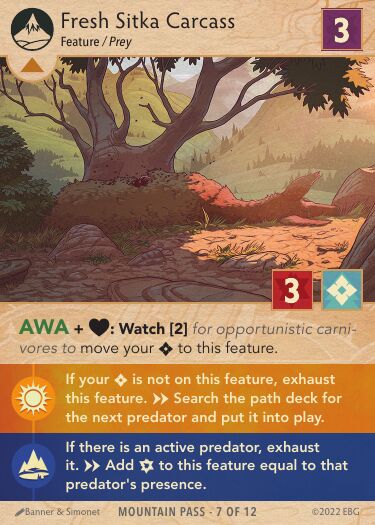 Fresh Sitka Carcass
Feature / Prey
3
3
AWA + : Watch [2] for opportunistic carni-
vores to move your to this feature.
If your is not on this feature, exhaust
this feature. Search the path deck for
the next predator and put it into play.
If there is an active predator, exhaust
it. Add to this feature equal to that
predator's presence.
Banner & Simonet MOUNTAIN PASS · 7 OF 12 ©2022 EBG